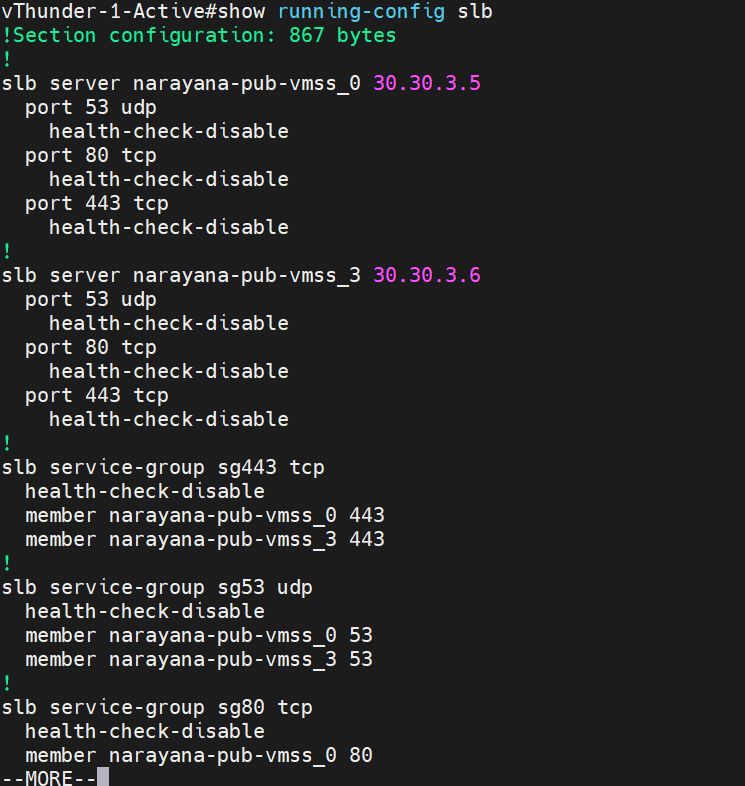 vThunder-1-Active#show running-config slb
!Section configuration: 867 bytes
!
slb server narayana-pub-vmss_0 30.30.3.5
  port 53 udp
    health-check-disable
  port 80 tcp
    health-check-disable
  port 443 tcp
    health-check-disable
!
slb server narayana-pub-vmss_3 30.30.3.6
  port 53 udp
    health-check-disable
  port 80 tcp
    health-check-disable
  port 443 tcp
    health-check-disable
!
slb service-group sg443 tcp
  health-check-disable
  member narayana-pub-vmss_0 443
  member narayana-pub-vmss_3 443
!
slb service-group sg53 udp
  health-check-disable
  member narayana-pub-vmss_0 53
  member narayana-pub-vmss_3 53
!
slb service-group sg80 tcp
  health-check-disable
  member narayana-pub-vmss_0 80
--MORE--